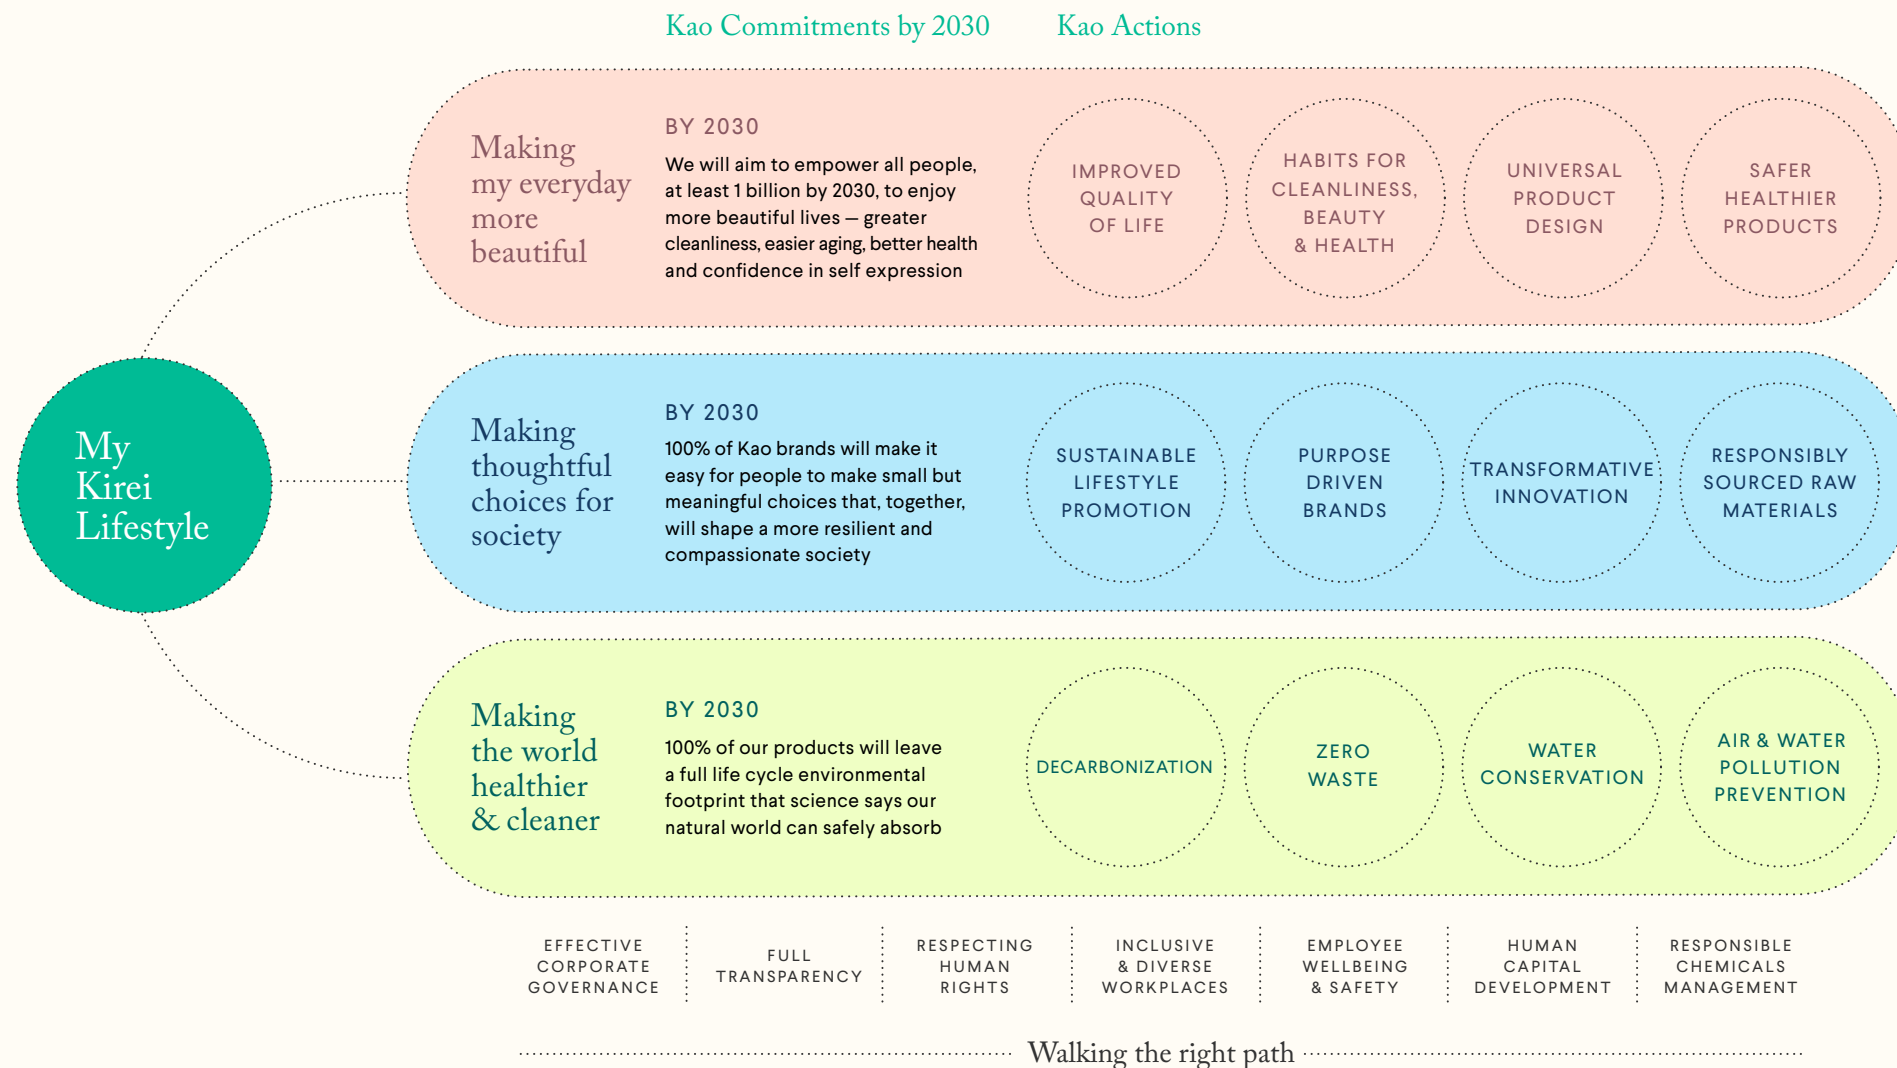 Kao Commitments by 2030
Kao Actions
My
Kirei
Lifestyle
Making
my everyday
more
beautiful
BY 2030
We will aim to empower all people,
at least 1 billion by 2030, to enjoy
more beautiful lives — greater
cleanliness, easier aging, better health
and confidence in self expression
IMPROVED
QUALITY
OF LIFE
HABITS FOR
CLEANLINESS,
BEAUTY
& HEALTH
UNIVERSAL
PRODUCT
DESIGN
SAFER
HEALTHIER
PRODUCTS
Making
thoughtful
choices for
society
BY 2030
100% of Kao brands will make it
easy for people to make small but
meaningful choices that, together,
will shape a more resilient and
compassionate society
SUSTAINABLE
LIFESTYLE
PROMOTION
PURPOSE
DRIVEN
BRANDS
TRANSFORMATIVE
INNOVATION
RESPONSIBLY
SOURCED RAW
MATERIALS
Making
the world
healthier
& cleaner
BY 2030
100% of our products will leave
a full life cycle environmental
footprint that science says our
natural world can safely absorb
DECARBONIZATION
ZERO
WASTE
WATER
CONSERVATION
AIR & WATER
POLLUTION
PREVENTION
EFFECTIVE
CORPORATE
GOVERNANCE
FULL
TRANSPARENCY
RESPECTING
HUMAN
RIGHTS
INCLUSIVE
& DIVERSE
WORKPLACES
EMPLOYEE
WELLBEING
& SAFETY
HUMAN
CAPITAL
DEVELOPMENT
RESPONSIBLE
CHEMICALS
MANAGEMENT
Walking the right path